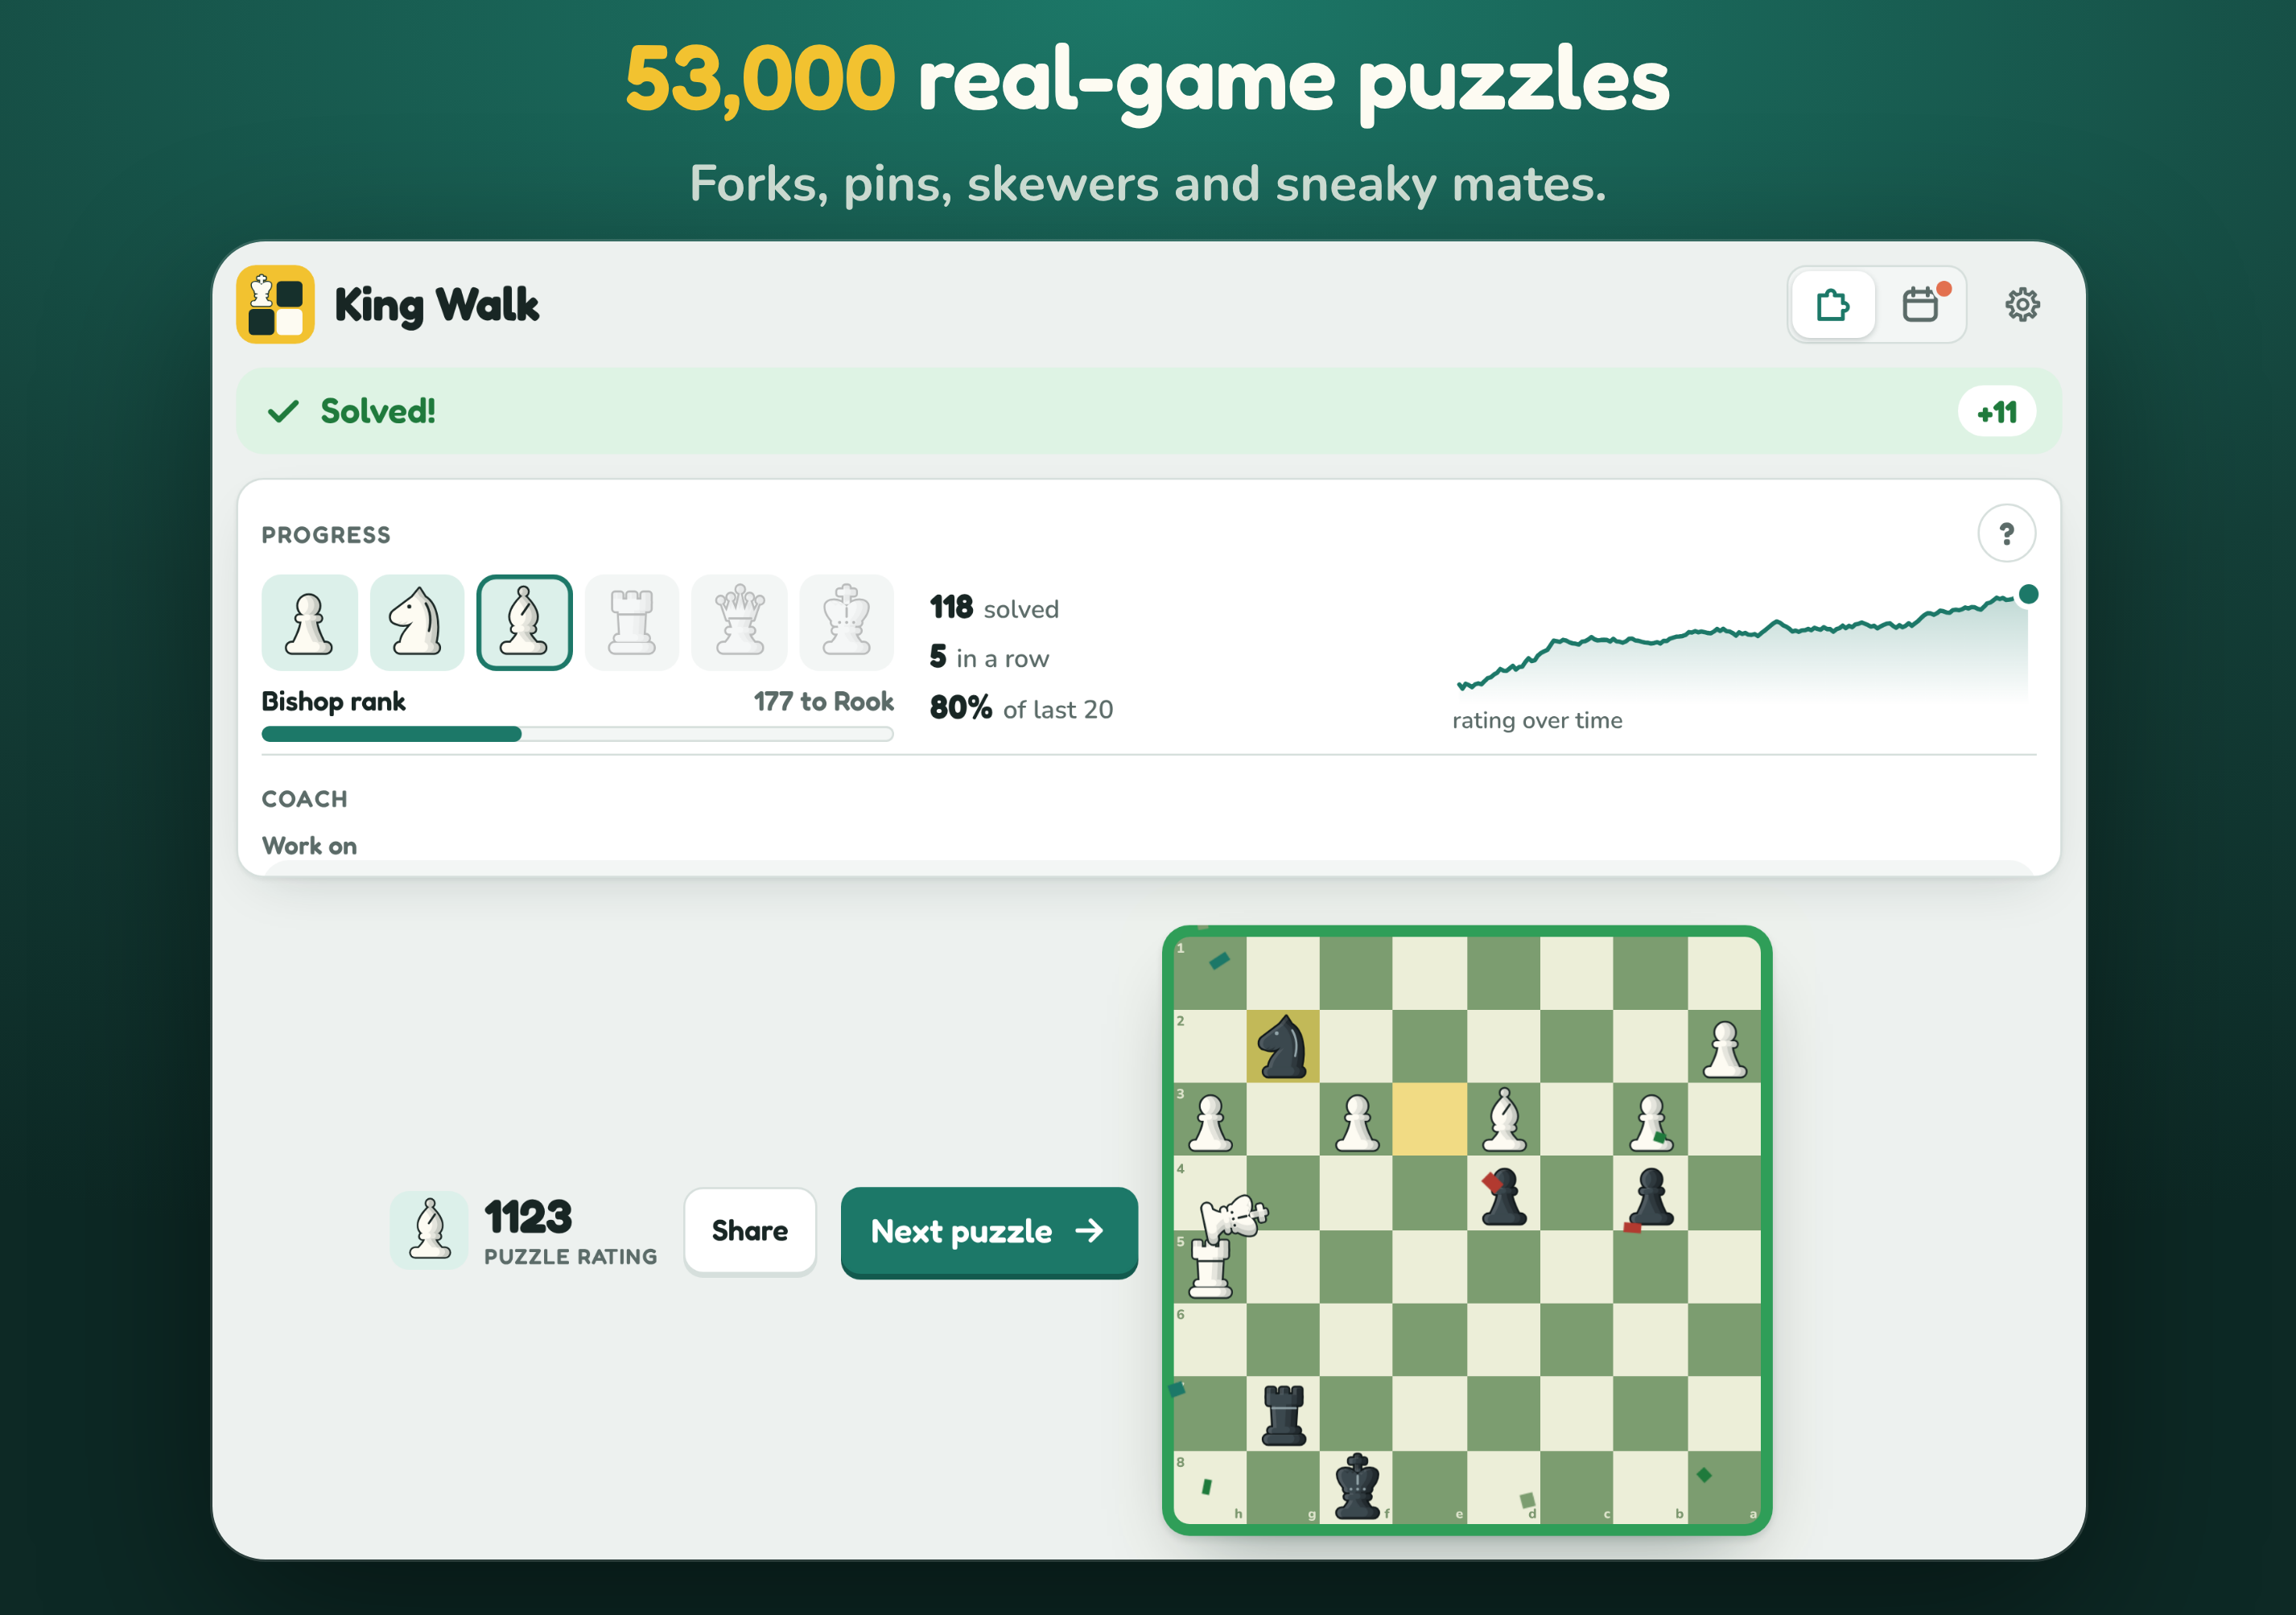 53,000 real-game puzzles
Forks, pins, skewers and sneaky mates.
King Walk
Solved!
+11
PROGRESS
?
118 solved
5 in a row
80% of last 20
Bishop rank
177 to Rook
rating over time
COACH
Work on
1123
PUZZLE RATING
Share
Next puzzle
1
2
3
4
5
6
8
h g f e d c b a